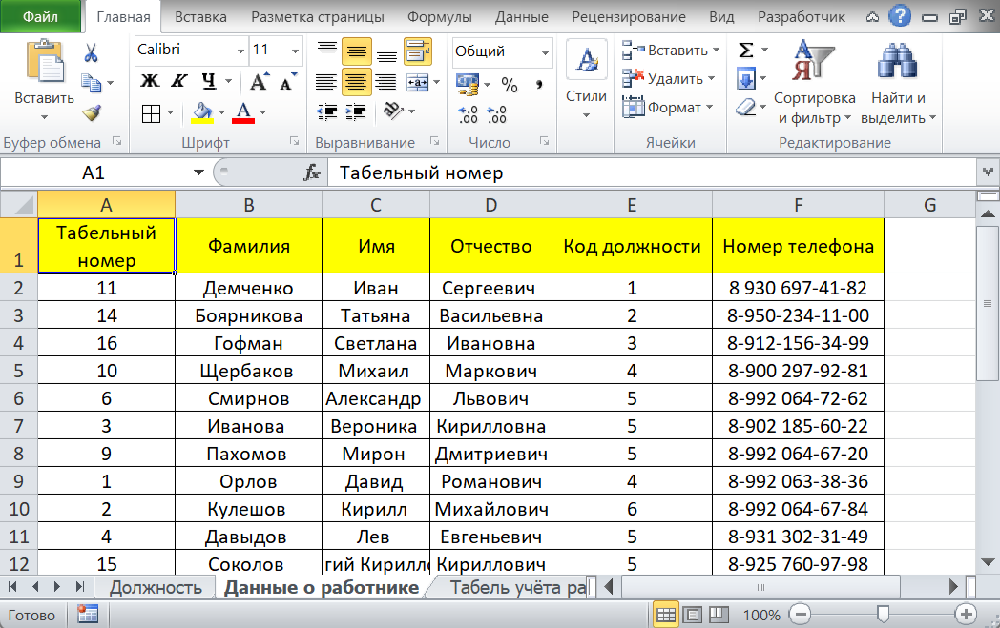 Файл Главная Вставка Разметка страницы Формулы Данные Рецензирование Вид Разработчик
Вставить
Буфер обмена
Calibri 11
Ж К Ч А А
А
Шрифт
Выравнивание
Общий
% ,
,00 ,00
Число
Стили
Вставить
Удалить
Формат
Ячейки
Σ
Сортировка и фильтр
Найти и выделить
Редактирование
A1 fx Табельный номер
A B C D E F G
1 Табельный номер Фамилия Имя Отчество Код должности Номер телефона
2 11 Демченко Иван Сергеевич 1 8 930 697-41-82
3 14 Боярникова Татьяна Васильевна 2 8-950-234-11-00
4 16 Гофман Светлана Ивановна 3 8-912-156-34-99
5 10 Щербаков Михаил Маркович 4 8-900 297-92-81
6 6 Смирнов Александр Львович 5 8-992 064-72-62
7 3 Иванова Вероника Кирилловна 5 8-902 185-60-22
8 9 Пахомов Мирон Дмитриевич 5 8-992 064-67-20
9 1 Орлов Давид Романович 4 8-992 063-38-36
10 2 Кулешов Кирилл Михайлович 6 8-992 064-67-84
11 4 Давыдов Лев Евгеньевич 5 8-931 302-31-49
12 15 Соколов гий Кирилл Кириллович 5 8-925 760-97-98
Должность Данные о работнике Табель учёта ра
Готово 100%